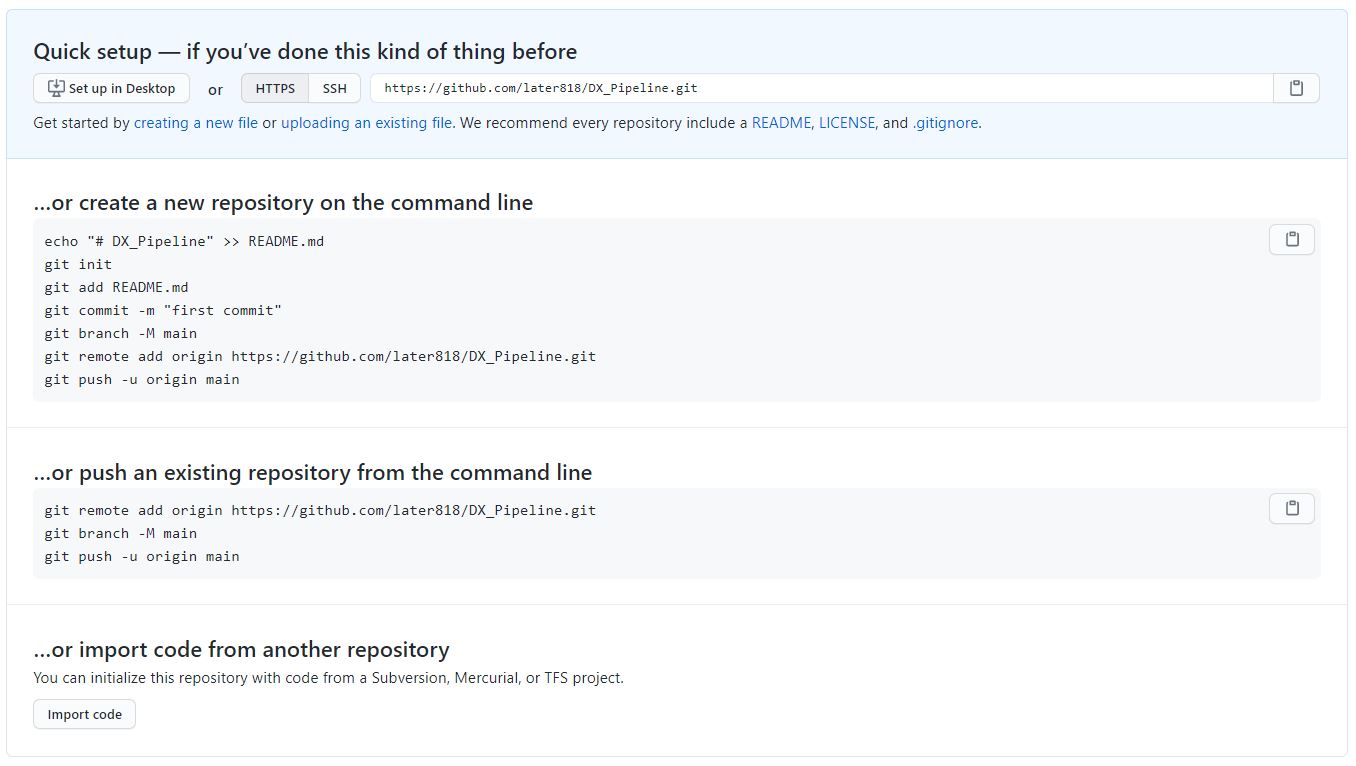 Quick setup — if you’ve done this kind of thing before
Set up in Desktop or HTTPS SSH https://github.com/later818/DX_Pipeline.git
Get started by creating a new file or uploading an existing file. We recommend every repository include a README, LICENSE, and .gitignore.
…or create a new repository on the command line
echo "# DX_Pipeline" >> README.md
git init
git add README.md
git commit -m "first commit"
git branch -M main
git remote add origin https://github.com/later818/DX_Pipeline.git
git push -u origin main
…or push an existing repository from the command line
git remote add origin https://github.com/later818/DX_Pipeline.git
git branch -M main
git push -u origin main
…or import code from another repository
You can initialize this repository with code from a Subversion, Mercurial, or TFS project.
Import code